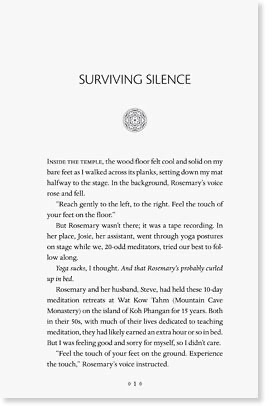 SURVIVING SILENCE
INSIDE THE TEMPLE, the wood floor felt cool and solid on my
bare feet as I walked across its planks, setting down my mat
halfway to the stage. In the background, Rosemary's voice
rose and fell.
"Reach gently to the left, to the right. Feel the touch of
your feet on the floor."
But Rosemary wasn't there; it was a tape recording. In
her place, Josie, her assistant, went through yoga postures
on stage while we, 20-odd meditators, tried our best to fol-
low along.
Yoga sucks, I thought. And that Rosemary's probably curled
up in bed.
Rosemary and her husband, Steve, had held these 10-day
meditation retreats at Wat Kow Tahm (Mountain Cave
Monastery) on the island of Koh Phangan for 15 years. Both
in their 50s, with much of their lives dedicated to teaching
meditation, they had likely earned an extra hour or so in bed.
But I was feeling good and sorry for myself, so I didn't care.
"Feel the touch of your feet on the ground. Experience
the touch," Rosemary's voice instructed.
1